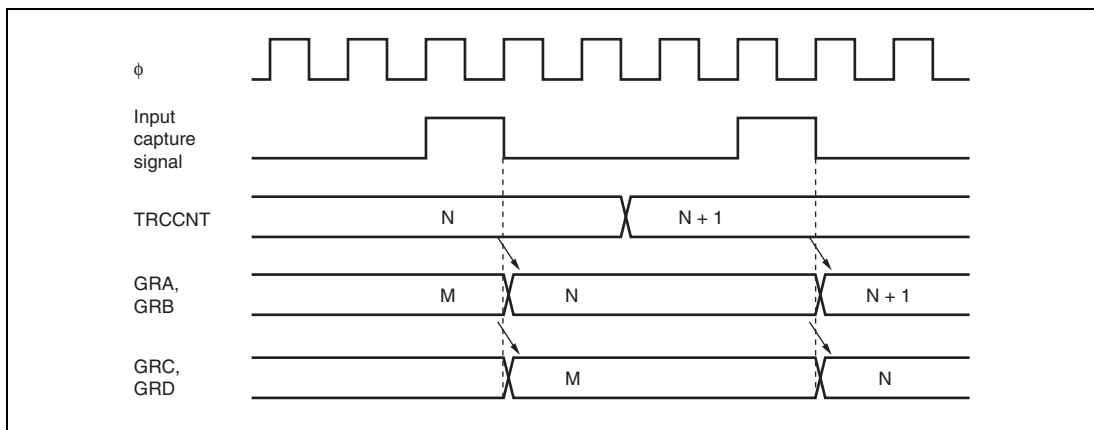 ϕ
Input
capture
signal
TRCCNT
N
N + 1
GRA,
GRB
M
N
N + 1
GRC,
GRD
M
N